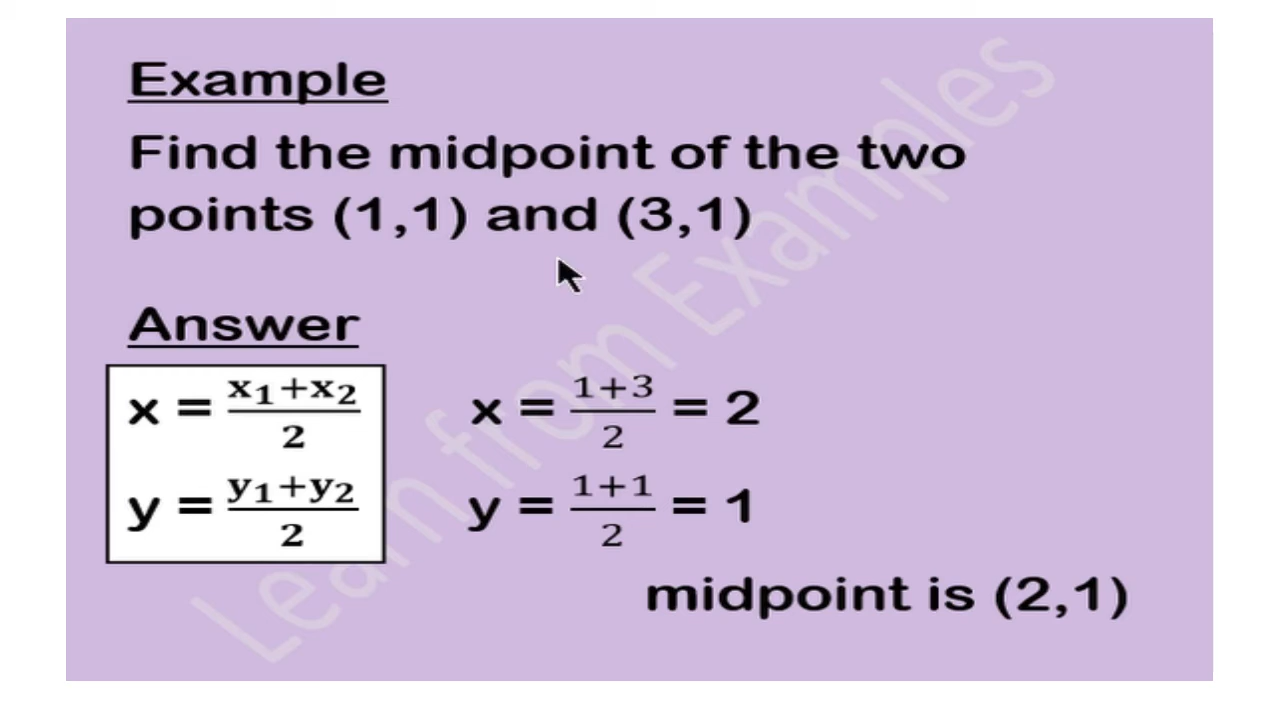 Example
Find the midpoint of the two
points (1,1) and (3,1)
Answer
x = x₁+x₂/2
x = 1+3/2 = 2
y = y₁+y₂/2
y = 1+1/2 = 1
midpoint is (2,1)
Learn from Examples